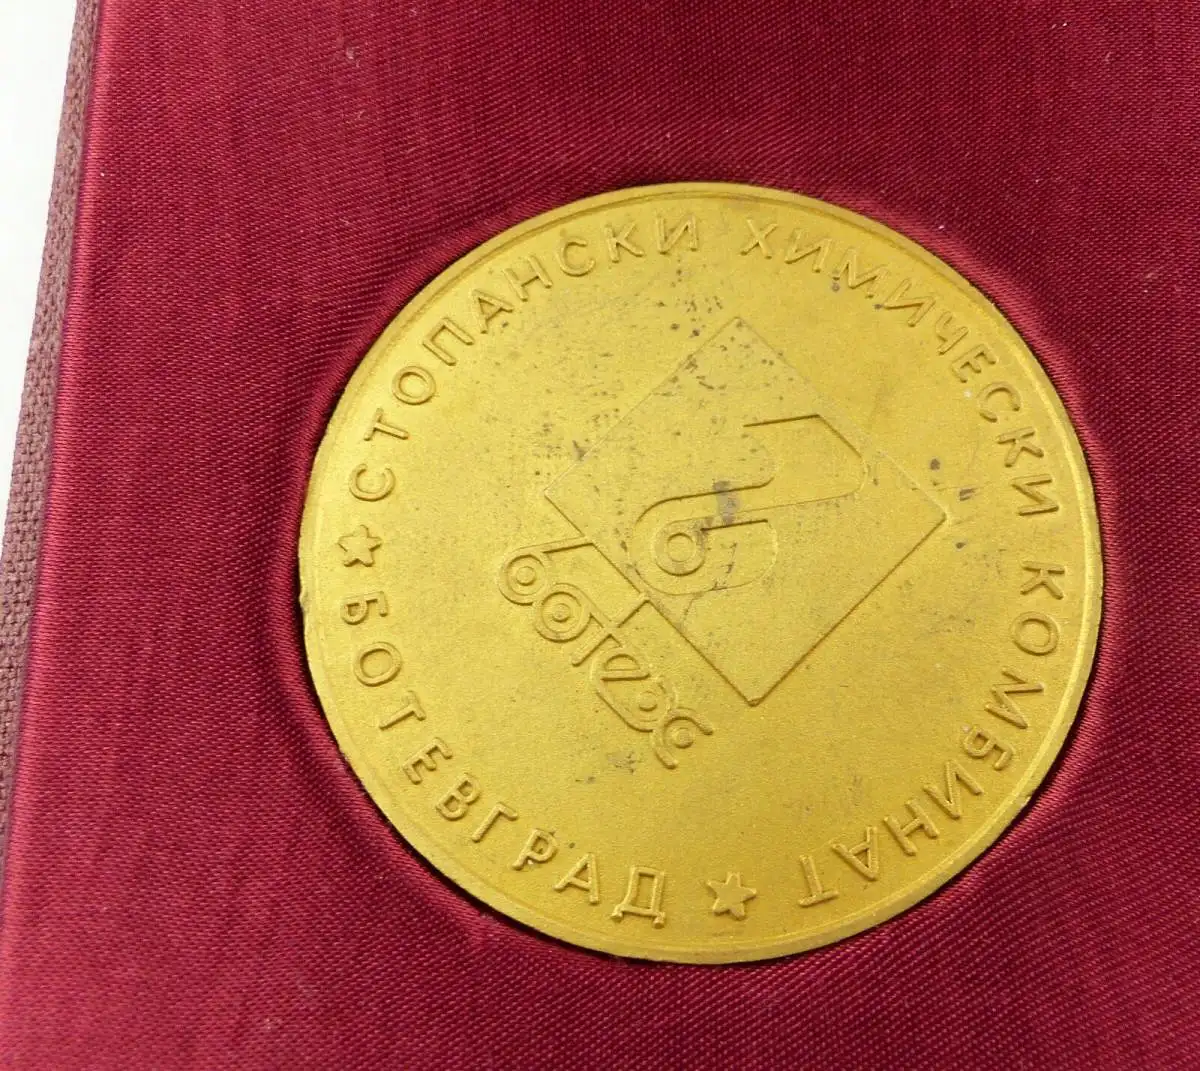 СТОПАНСКИ ХИМИЧЕСКИ КОМБИНАТ
БОТЕВГРАД